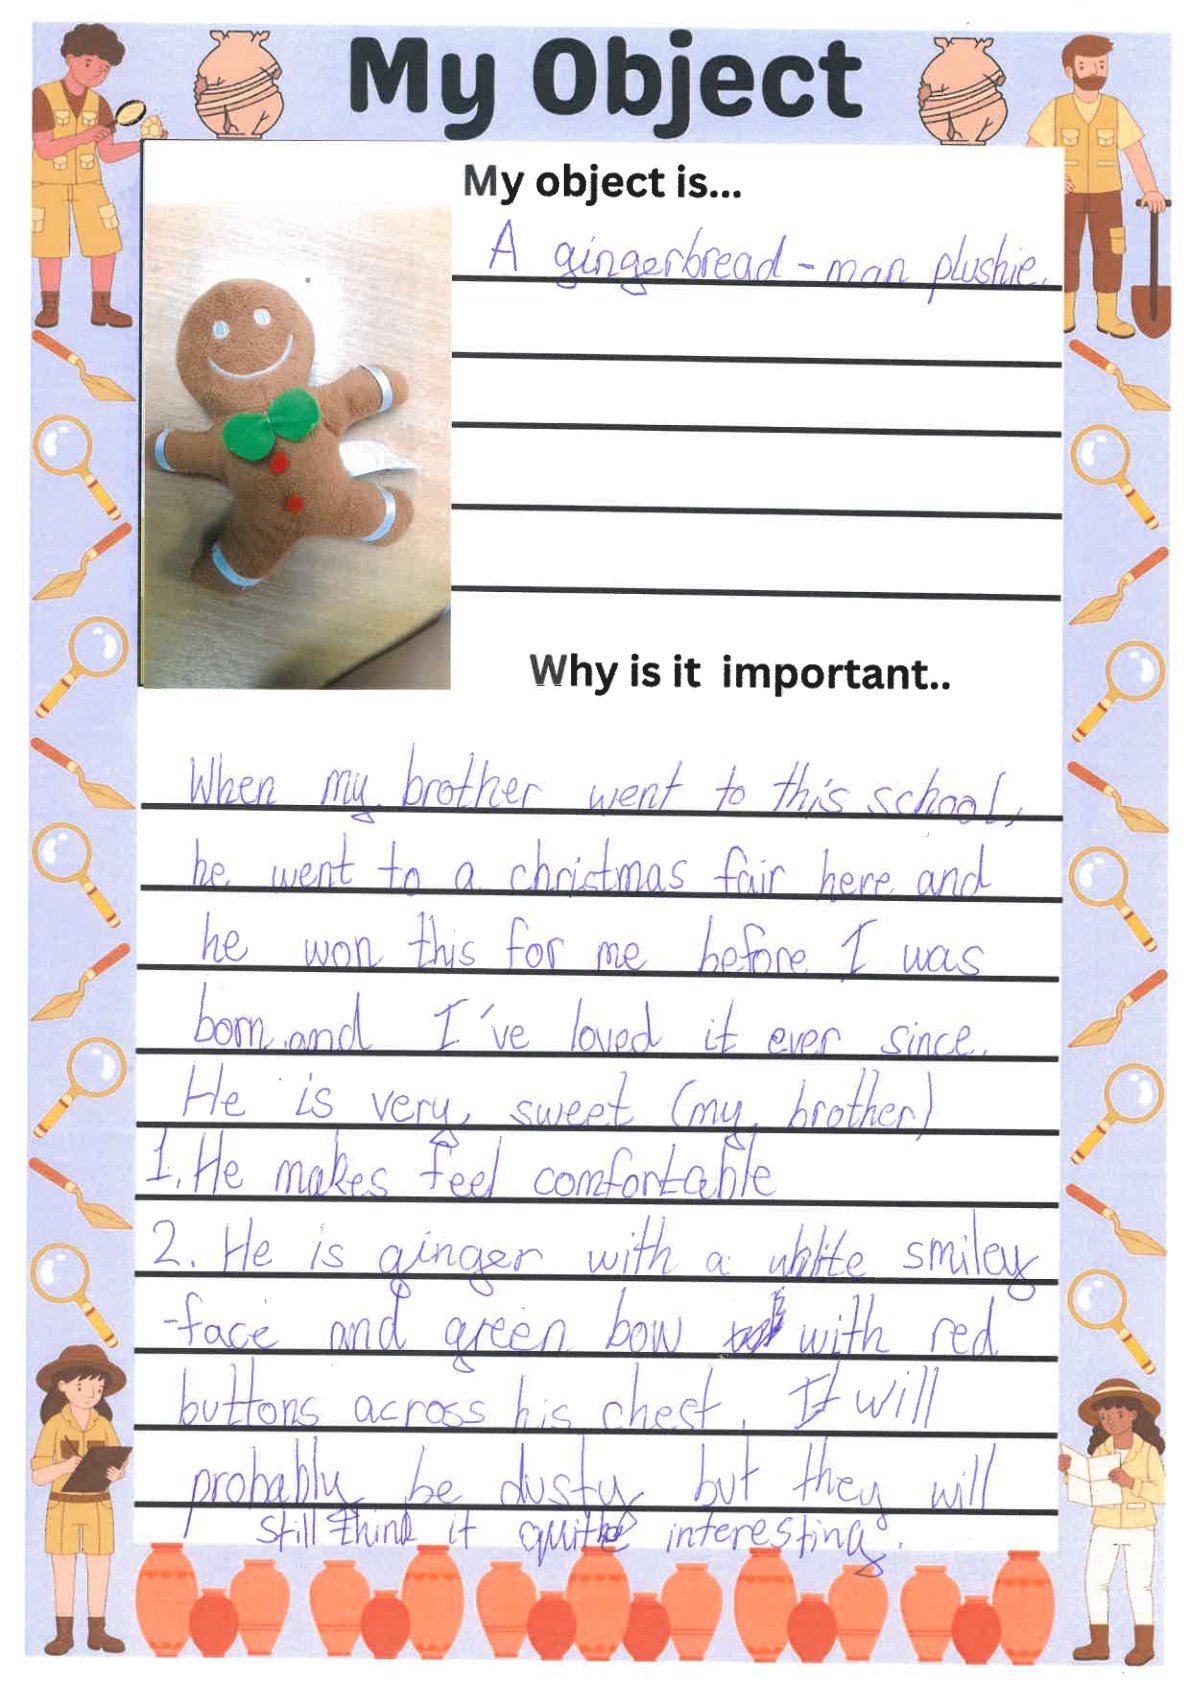 My Object
My object is...
A gingerbread-man plushie.
Why is it important..
When my brother went to this school,
he went to a christmas fair here and
he won this for me before I was
born and I've loved it ever since.
He is very sweet (my brother)
1. He makes feel comfortable
2. He is ginger with a white smiley
-face and green bow with red
buttons across his chest. It will
probably be dusty but they will
still think it quite interesting.